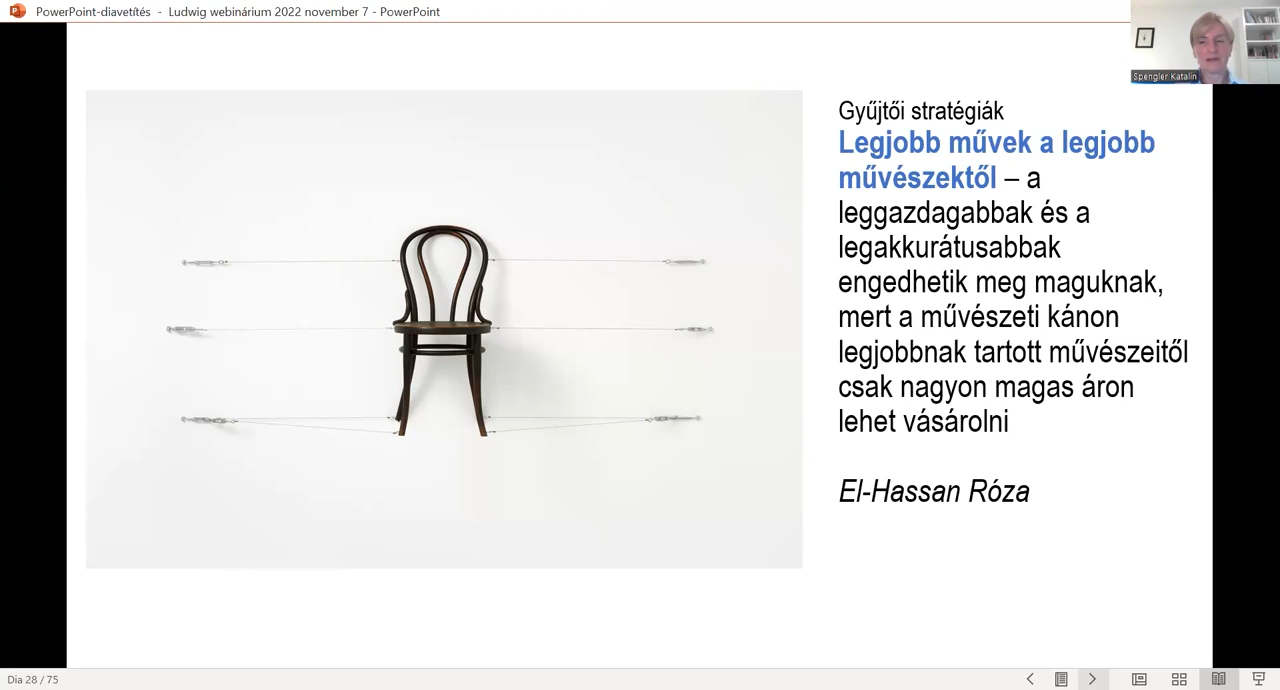 PowerPoint-diavetítés - Ludwig webinárium 2022 november 7 - PowerPoint
Spengler Katalin
Gyűjtői stratégiák
Legjobb művek a legjobb
művészektől – a
leggazdagabbak és a
legakkurátusabbak
engedhetik meg maguknak,
mert a művészeti kánon
legjobbnak tartott művészeitől
csak nagyon magas áron
lehet vásárolni
El-Hassan Róza
Dia 28 / 75